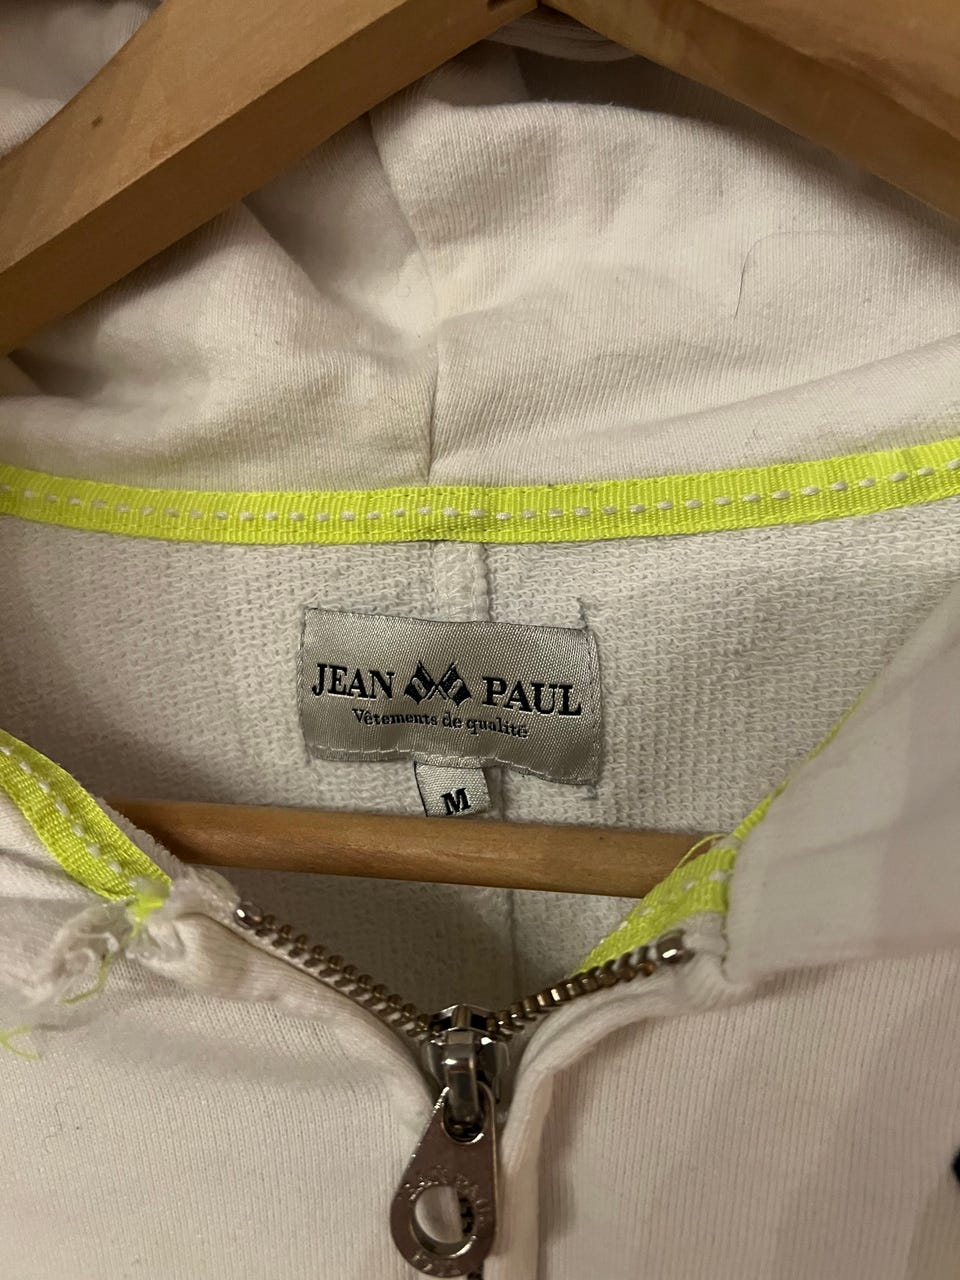 JEAN PAUL
Vêtements de qualité
M